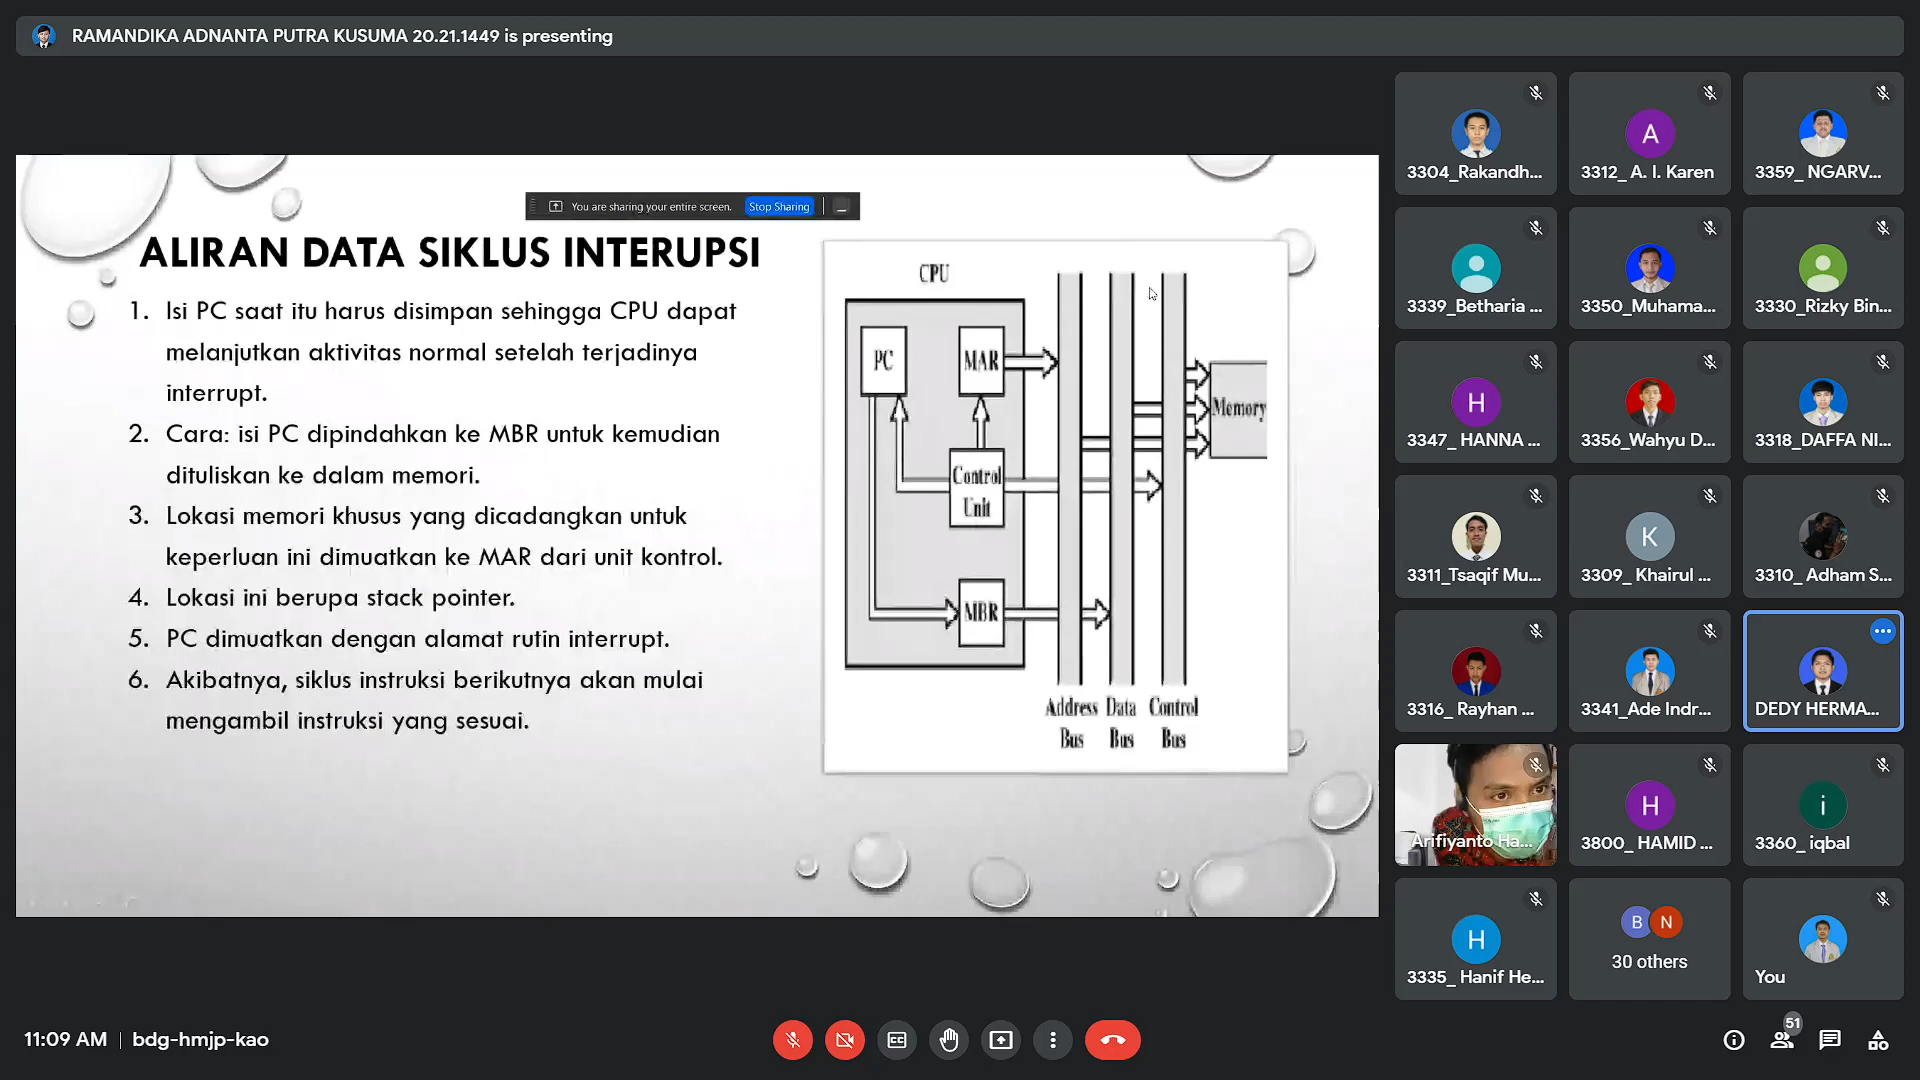 RAMANDIKA ADNANTA PUTRA KUSUMA 20.21.1449 is presenting
You are sharing your entire screen.
Stop Sharing
ALIRAN DATA SIKLUS INTERUPSI
1. Isi PC saat itu harus disimpan sehingga CPU dapat
melanjutkan aktivitas normal setelah terjadinya
interrupt.
2. Cara: isi PC dipindahkan ke MBR untuk kemudian
dituliskan ke dalam memori.
3. Lokasi memori khusus yang dicadangkan untuk
keperluan ini dimuatkan ke MAR dari unit kontrol.
4. Lokasi ini berupa stack pointer.
5. PC dimuatkan dengan alamat rutin interrupt.
6. Akibatnya, siklus instruksi berikutnya akan mulai
mengambil instruksi yang sesuai.
CPU
PC
MAR
Memory
Control
Unit
MBR
Address Data Control
Bus Bus Bus
3304_Rakandh...
A
3312_ A. I. Karen
3359_ NGARV...
3339_Betharia ...
3350_Muhama...
3330_Rizky Bin...
H
3347_ HANNA ...
3356_Wahyu D...
3318_DAFFA NI...
3311_Tsaqif Mu...
K
3309_ Khairul ...
3310_ Adham S...
3316_ Rayhan ...
3341_Ade Indr...
DEDY HERMA...
Arifiyanto Ha...
H
3800_ HAMID ...
i
3360_ iqbal
H
3335_ Hanif He...
B N
30 others
You
11:09 AM | bdg-hmjp-kao
51